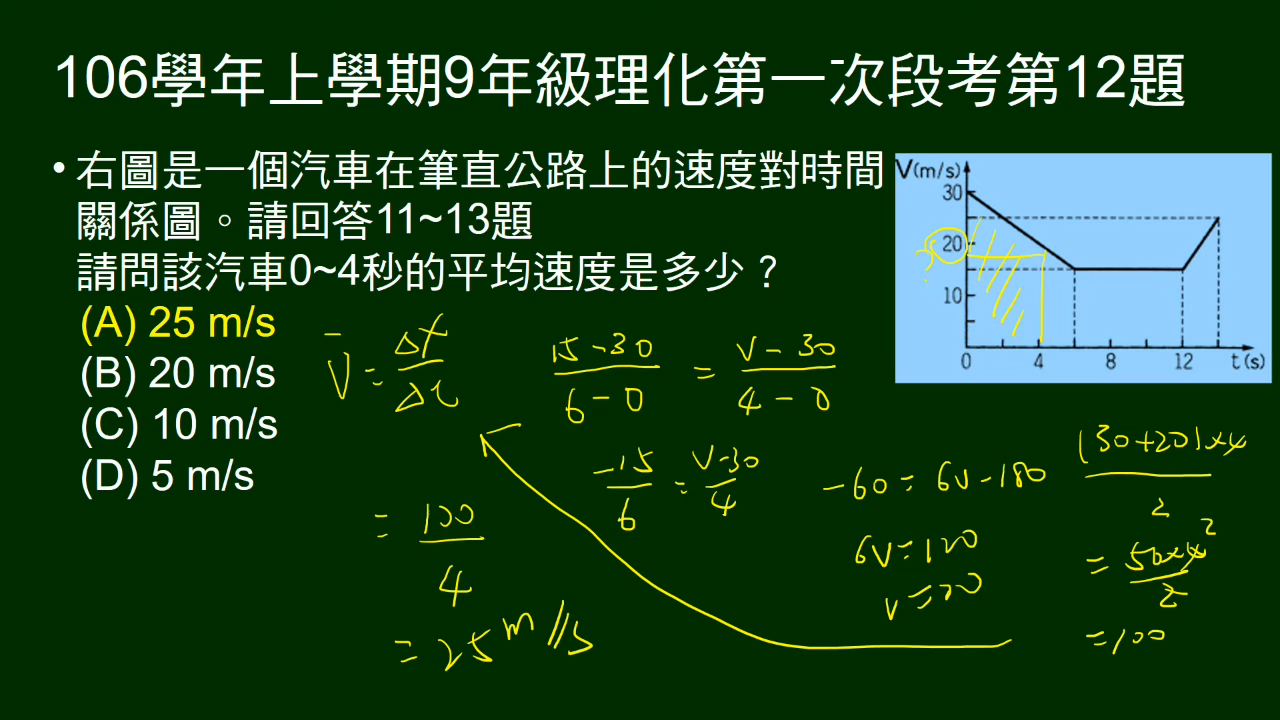 106學年上學期9年級理化第一次段考第12題
• 右圖是一個汽車在筆直公路上的速度對時間
關係圖。請回答11~13題
請問該汽車0~4秒的平均速度是多少？
(A) 25 m/s
(B) 20 m/s
(C) 10 m/s
(D) 5 m/s
V(m/s)
30
20
10
0 4 8 12 t(s)
V̄ = Δx/Δt
= 100/4
= 25 m/s
(15-30)/(6-0) = (V-30)/(4-0)
-15/6 = (V-30)/4
-60 = 6V-180
6V = 120
V = 20
(30+20)×4/2
= 50×4/2
2
= 100